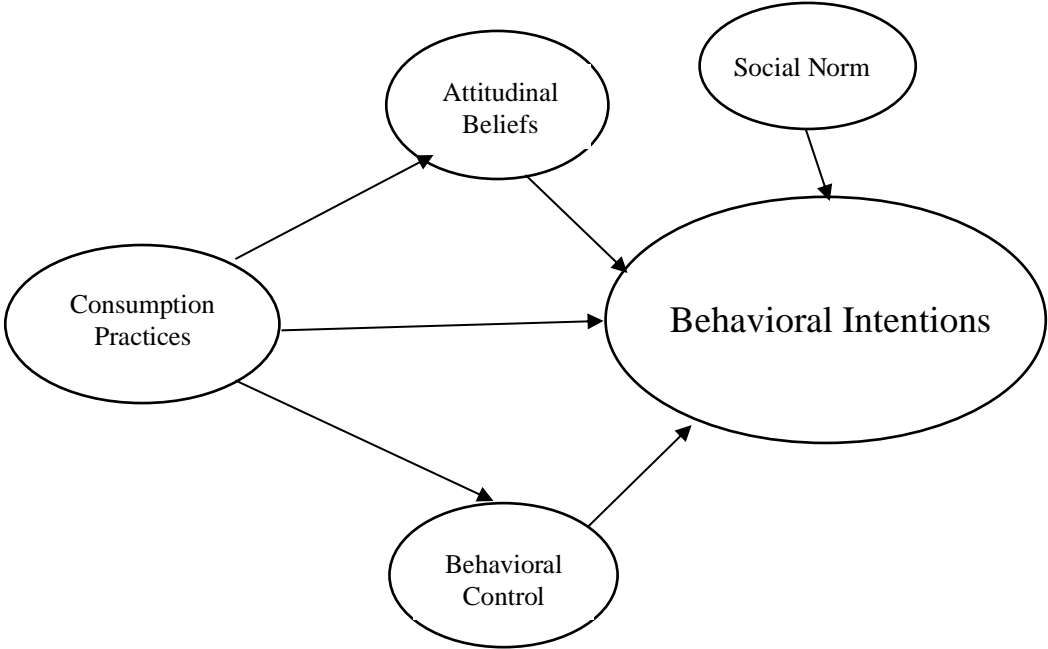 Attitudinal
Beliefs
Social Norm
Consumption
Practices
Behavioral Intentions
Behavioral
Control